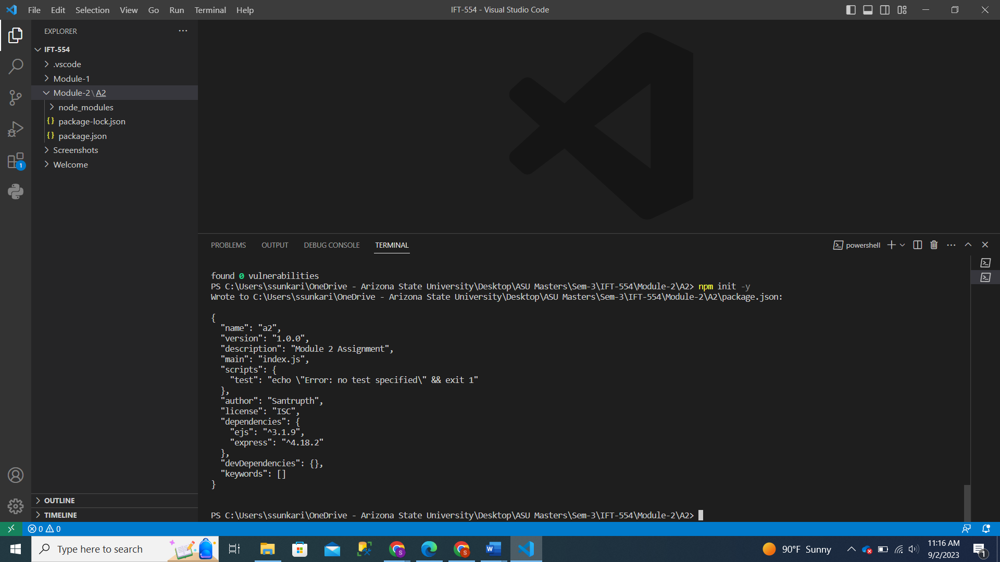 File Edit Selection View Go Run Terminal Help
IFT-554 - Visual Studio Code
EXPLORER
IFT-554
.vscode
Module-1
Module-2\A2
node_modules
package-lock.json
package.json
Screenshots
Welcome
1
OUTLINE
TIMELINE
PROBLEMS OUTPUT DEBUG CONSOLE TERMINAL
powershell
found 0 vulnerabilities
PS C:\Users\ssunkari\OneDrive - Arizona State University\Desktop\ASU Masters\Sem-3\IFT-554\Module-2\A2> npm init -y
Wrote to C:\Users\ssunkari\OneDrive - Arizona State University\Desktop\ASU Masters\Sem-3\IFT-554\Module-2\A2\package.json:
{
"name": "a2",
"version": "1.0.0",
"description": "Module 2 Assignment",
"main": "index.js",
"scripts": {
"test": "echo \"Error: no test specified\" && exit 1"
},
"author": "Santrupth",
"license": "ISC",
"dependencies": {
"ejs": "^3.1.9",
"express": "^4.18.2"
},
"devDependencies": {},
"keywords": []
}
PS C:\Users\ssunkari\OneDrive - Arizona State University\Desktop\ASU Masters\Sem-3\IFT-554\Module-2\A2>
0 0
Type here to search
S
S
W
90°F Sunny
11:16 AM
9/2/2023
1